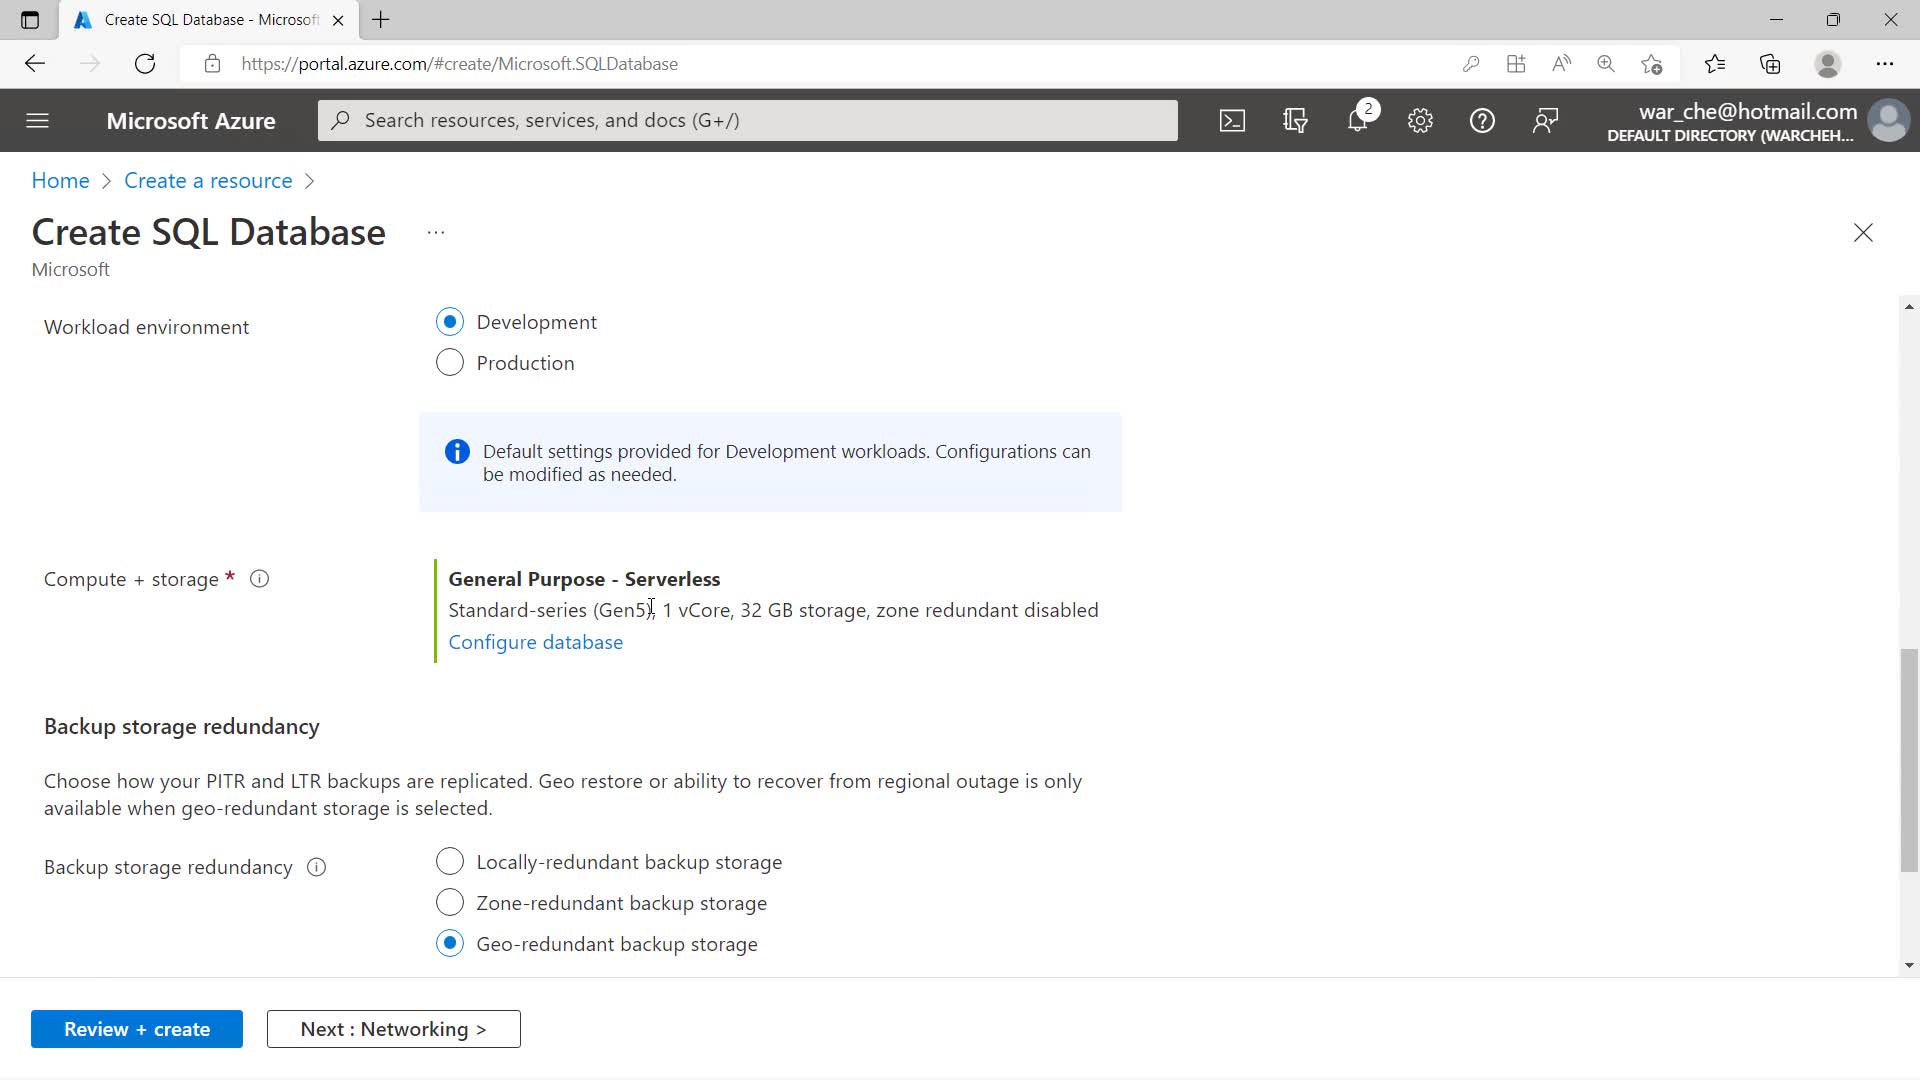 Create SQL Database - Microsoft
https://portal.azure.com/#create/Microsoft.SQLDatabase
Microsoft Azure
Search resources, services, and docs (G+/)
2
war_che@hotmail.com
DEFAULT DIRECTORY (WARCHEH...
Home > Create a resource >
Create SQL Database ...
Microsoft
Workload environment
Development
Production
Default settings provided for Development workloads. Configurations can
be modified as needed.
Compute + storage *
General Purpose - Serverless
Standard-series (Gen5), 1 vCore, 32 GB storage, zone redundant disabled
Configure database
Backup storage redundancy
Choose how your PITR and LTR backups are replicated. Geo restore or ability to recover from regional outage is only
available when geo-redundant storage is selected.
Backup storage redundancy
Locally-redundant backup storage
Zone-redundant backup storage
Geo-redundant backup storage
Review + create
Next : Networking >